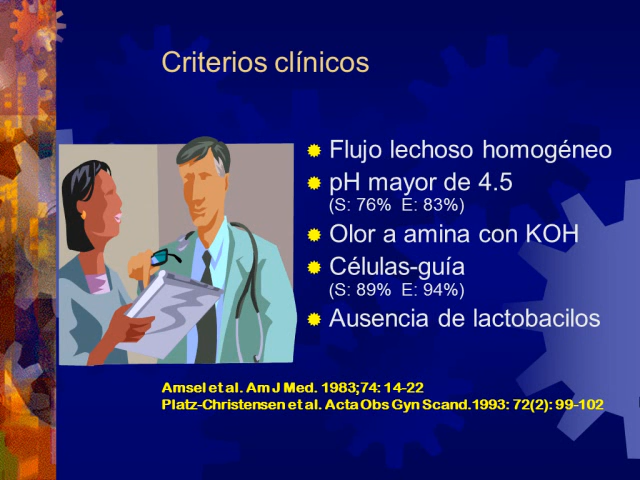 Criterios clínicos
Flujo lechoso homogéneo
pH mayor de 4.5
(S: 76% E: 83%)
Olor a amina con KOH
Células-guía
(S: 89% E: 94%)
Ausencia de lactobacilos
Amsel et al. Am J Med. 1983;74: 14-22
Platz-Christensen et al. Acta Obs Gyn Scand.1993: 72(2): 99-102